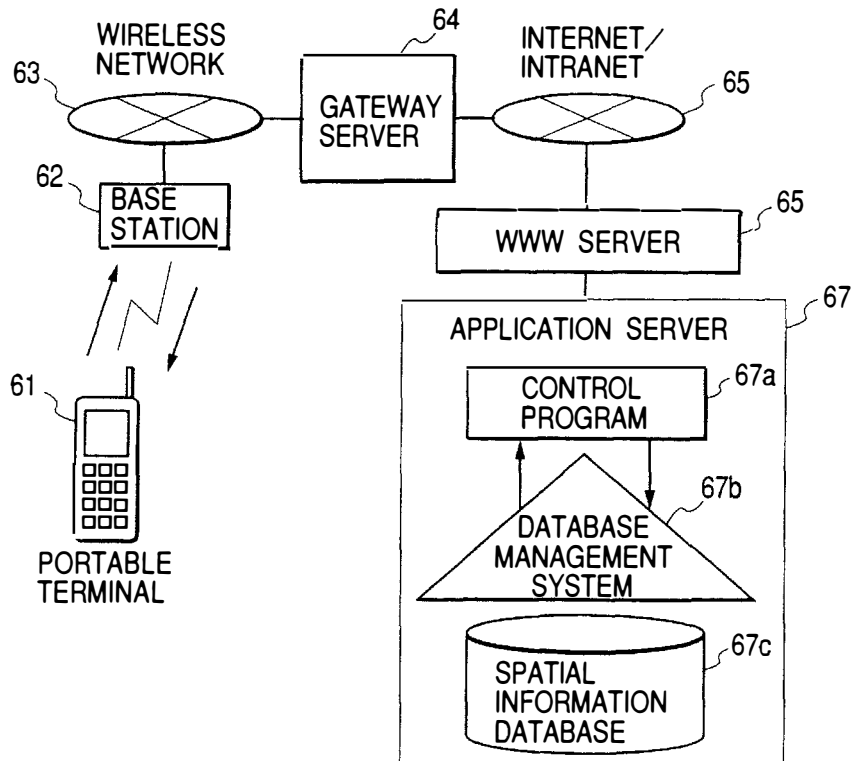 WIRELESS
NETWORK
63
64
GATEWAY
SERVER
INTERNET/
INTRANET
65
62
BASE
STATION
65
WWW SERVER
67
APPLICATION SERVER
61
PORTABLE
TERMINAL
CONTROL
PROGRAM
67a
67b
DATABASE
MANAGEMENT
SYSTEM
67c
SPATIAL
INFORMATION
DATABASE